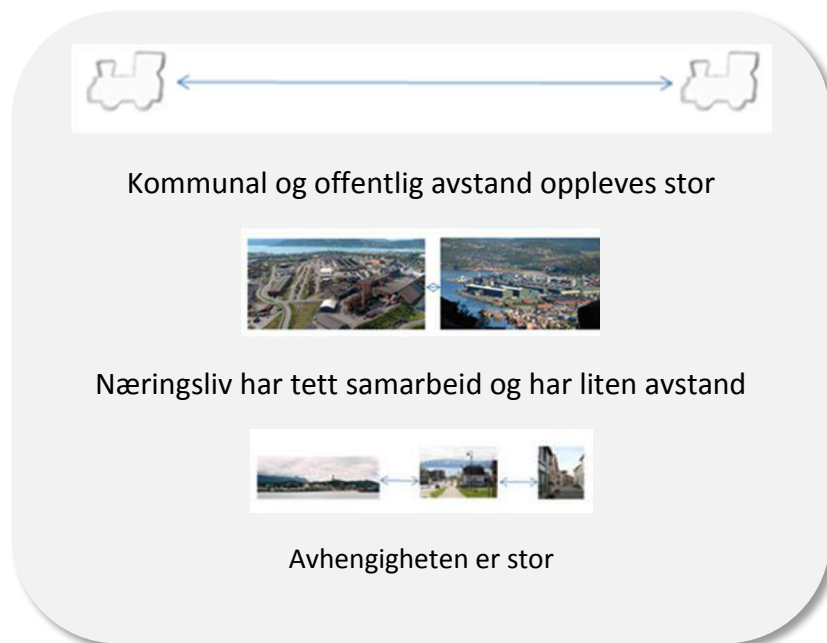 Kommunal og offentlig avstand oppleves stor
Næringsliv har tett samarbeid og har liten avstand
Avhengigheten er stor